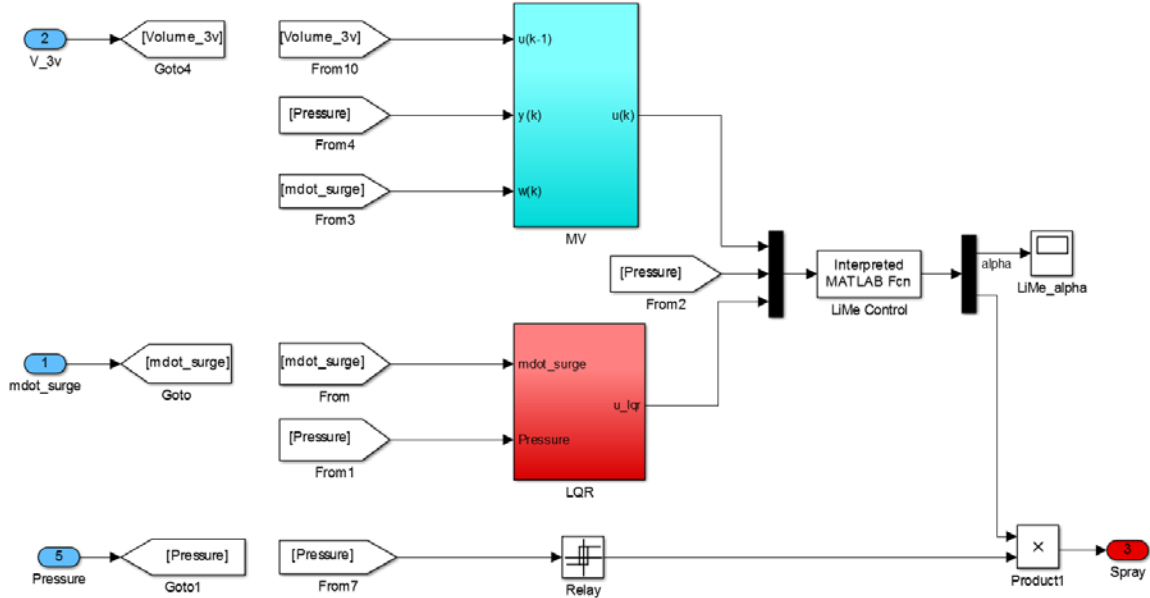 2
V_3v
[Volume_3v]
Goto4
[Volume_3v]
From10
[Pressure]
From4
[mdot_surge]
From3
u(k-1)
y(k)
w(k)
u(k)
MV
[Pressure]
From2
Interpreted
MATLAB Fcn
LiMe Control
alpha
LiMe_alpha
1
mdot_surge
[mdot_surge]
Goto
[mdot_surge]
From
[Pressure]
From1
mdot_surge
Pressure
u_lqr
LQR
5
Pressure
[Pressure]
Goto1
[Pressure]
From7
Relay
×
Product1
3
Spray